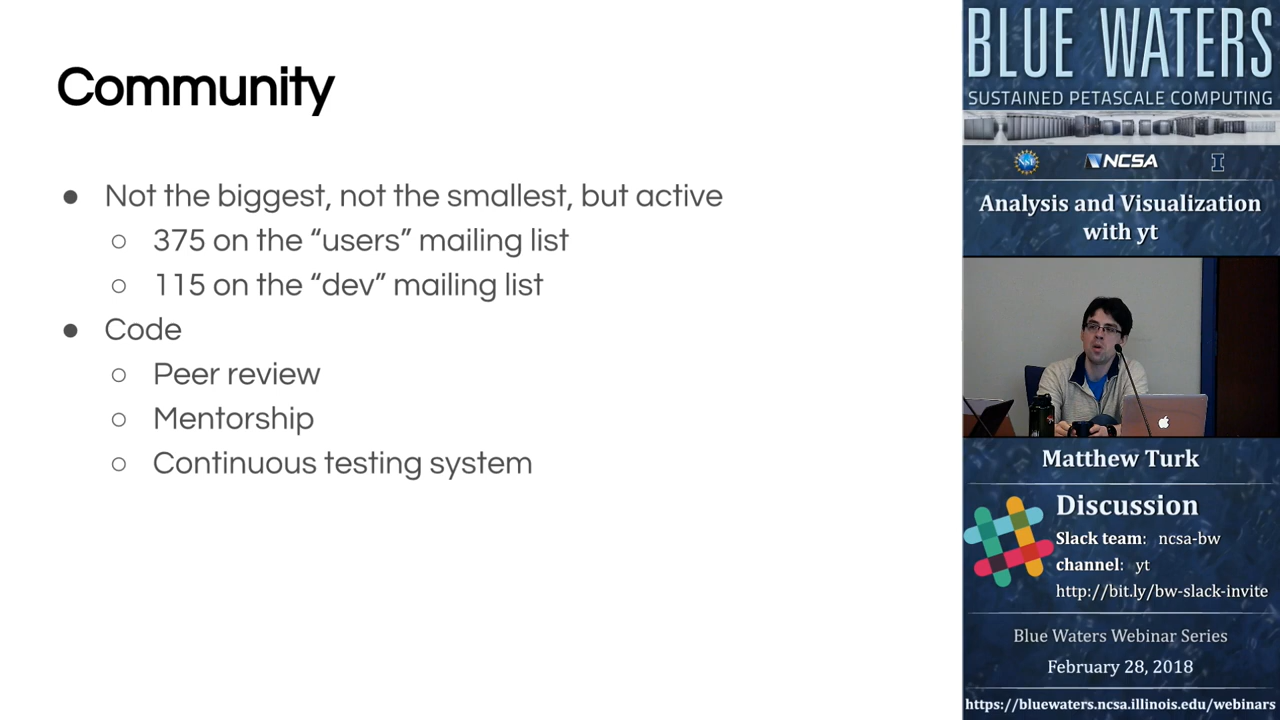 Community
● Not the biggest, not the smallest, but active
○ 375 on the “users” mailing list
○ 115 on the “dev” mailing list
● Code
○ Peer review
○ Mentorship
○ Continuous testing system
BLUE WATERS
SUSTAINED PETASCALE COMPUTING
NSF
NCSA
I
Analysis and Visualization
with yt
Matthew Turk
Discussion
Slack team: ncsa-bw
channel: yt
http://bit.ly/bw-slack-invite
Blue Waters Webinar Series
February 28, 2018
https://bluewaters.ncsa.illinois.edu/webinars